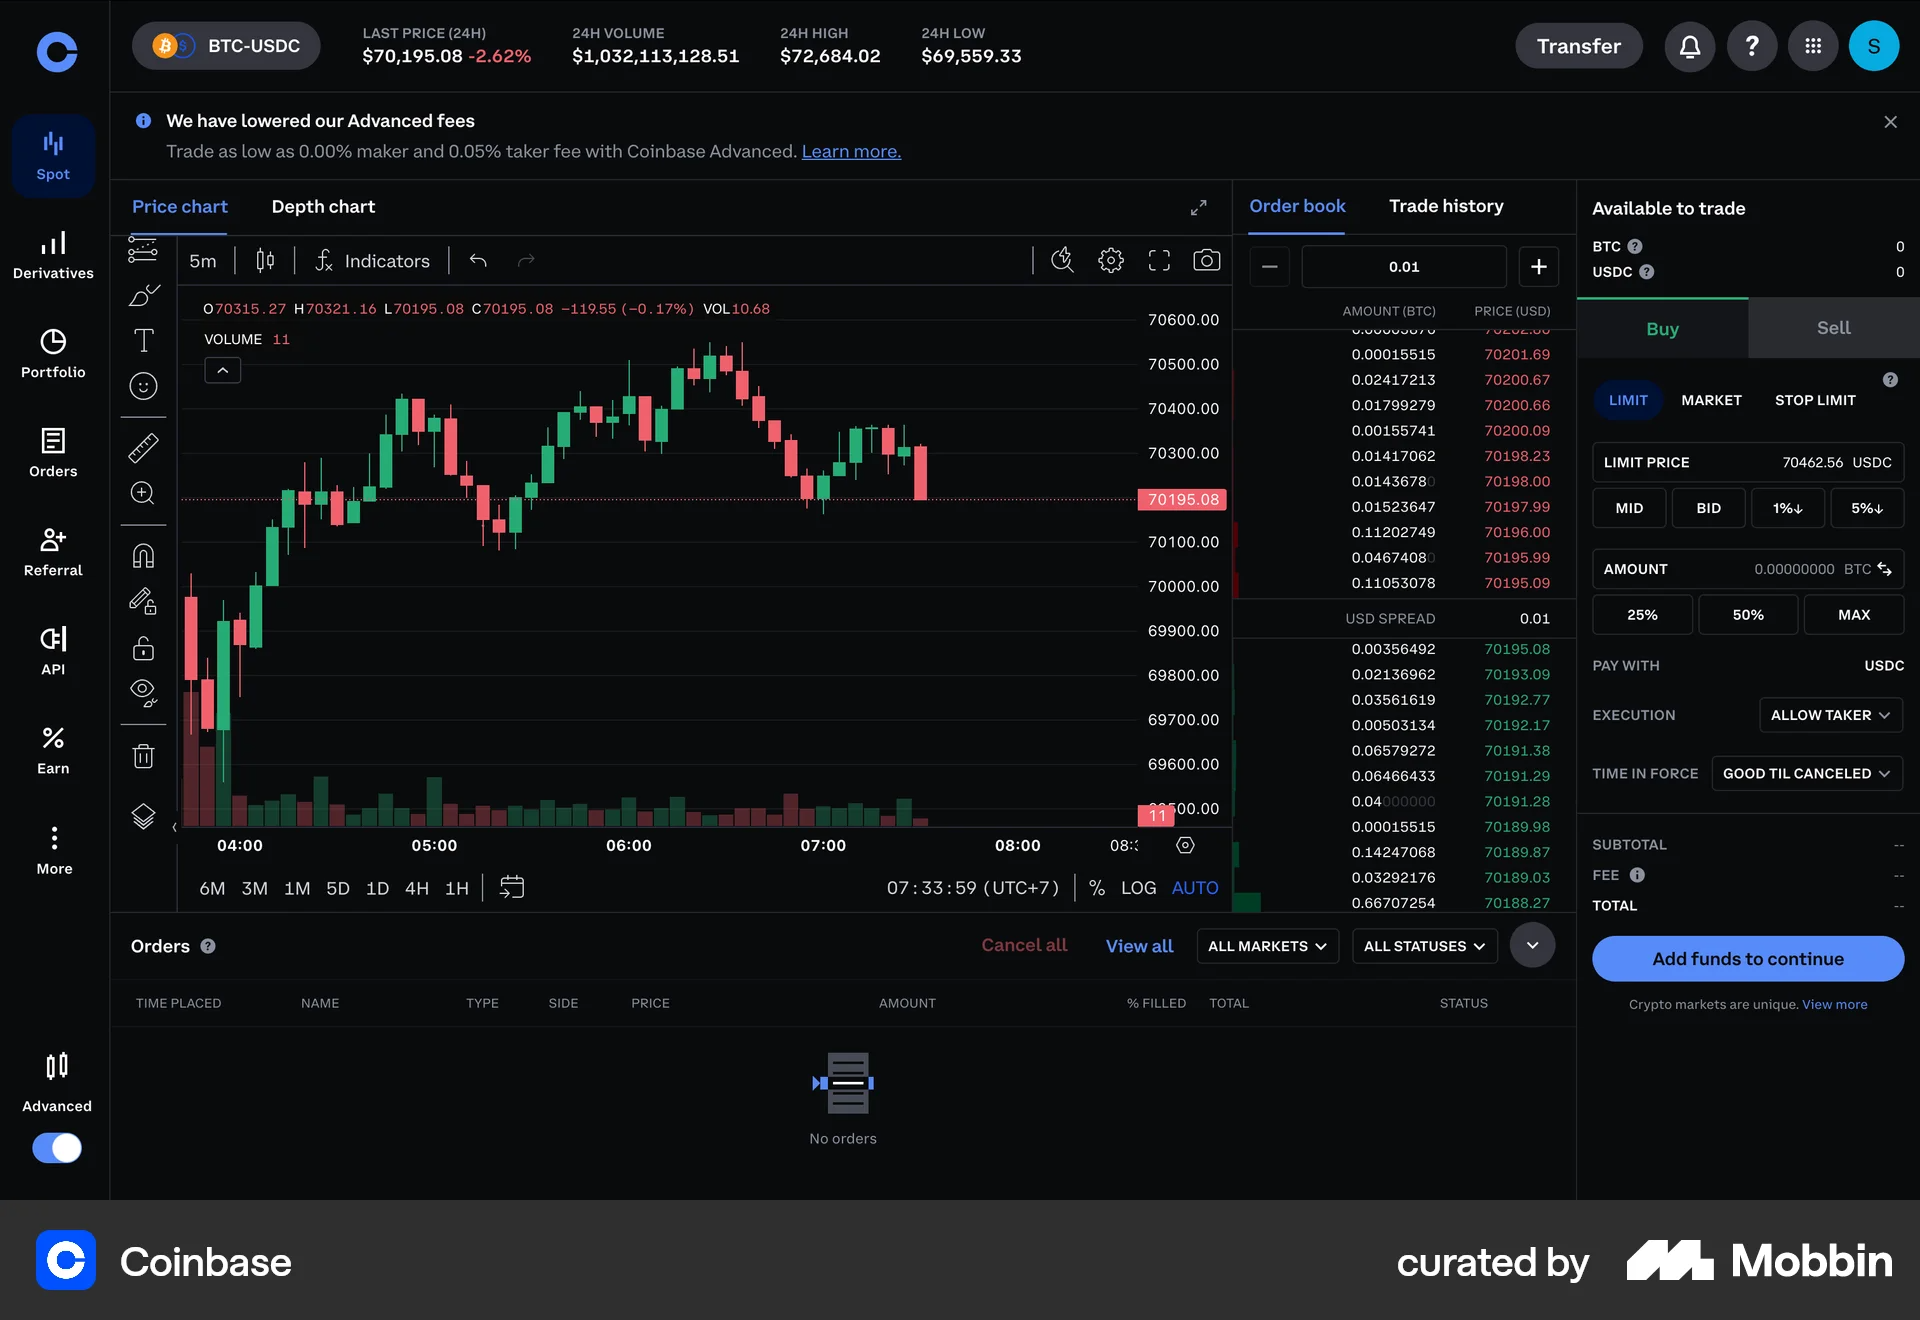 BTC-USDC
LAST PRICE (24H)
$70,195.08 -2.62%
24H VOLUME
$1,032,113,128.51
24H HIGH
$72,684.02
24H LOW
$69,559.33
Transfer
?
S
We have lowered our Advanced fees
Trade as low as 0.00% maker and 0.05% taker fee with Coinbase Advanced. Learn more.
Spot
Derivatives
Portfolio
Orders
Referral
API
Earn
More
Advanced
Price chart
Depth chart
5m
Indicators
O70315.27 H70321.16 L70195.08 C70195.08 −119.55 (−0.17%) VOL10.68
VOLUME 11
70600.00
70500.00
70400.00
70300.00
70195.08
70100.00
70000.00
69900.00
69800.00
69700.00
69600.00
11
04:00 05:00 06:00 07:00 08:00
6M 3M 1M 5D 1D 4H 1H
07:33:59 (UTC+7) % LOG AUTO
Order book
Trade history
0.01
AMOUNT (BTC) PRICE (USD)
0.00015515 70201.69
0.02417213 70200.67
0.01799279 70200.66
0.00155741 70200.09
0.01417062 70198.23
0.01436780 70198.00
0.01523647 70197.99
0.11202749 70196.00
0.04674080 70195.99
0.11053078 70195.09
USD SPREAD 0.01
0.00356492 70195.08
0.02136962 70193.09
0.03561619 70192.77
0.00503134 70192.17
0.06579272 70191.38
0.06466433 70191.29
0.04000000 70191.28
0.00015515 70189.98
0.14247068 70189.87
0.03292176 70189.03
0.66707254 70188.27
Available to trade
BTC ? 0
USDC ? 0
Buy
Sell
?
LIMIT MARKET STOP LIMIT
LIMIT PRICE 70462.56 USDC
MID BID 1%↓ 5%↓
AMOUNT 0.00000000 BTC
25% 50% MAX
PAY WITH USDC
EXECUTION ALLOW TAKER
TIME IN FORCE GOOD TIL CANCELED
SUBTOTAL --
FEE --
TOTAL --
Add funds to continue
Crypto markets are unique. View more
Orders ?
Cancel all
View all
ALL MARKETS
ALL STATUSES
TIME PLACED NAME TYPE SIDE PRICE AMOUNT % FILLED TOTAL STATUS
No orders
Coinbase
curated by Mobbin